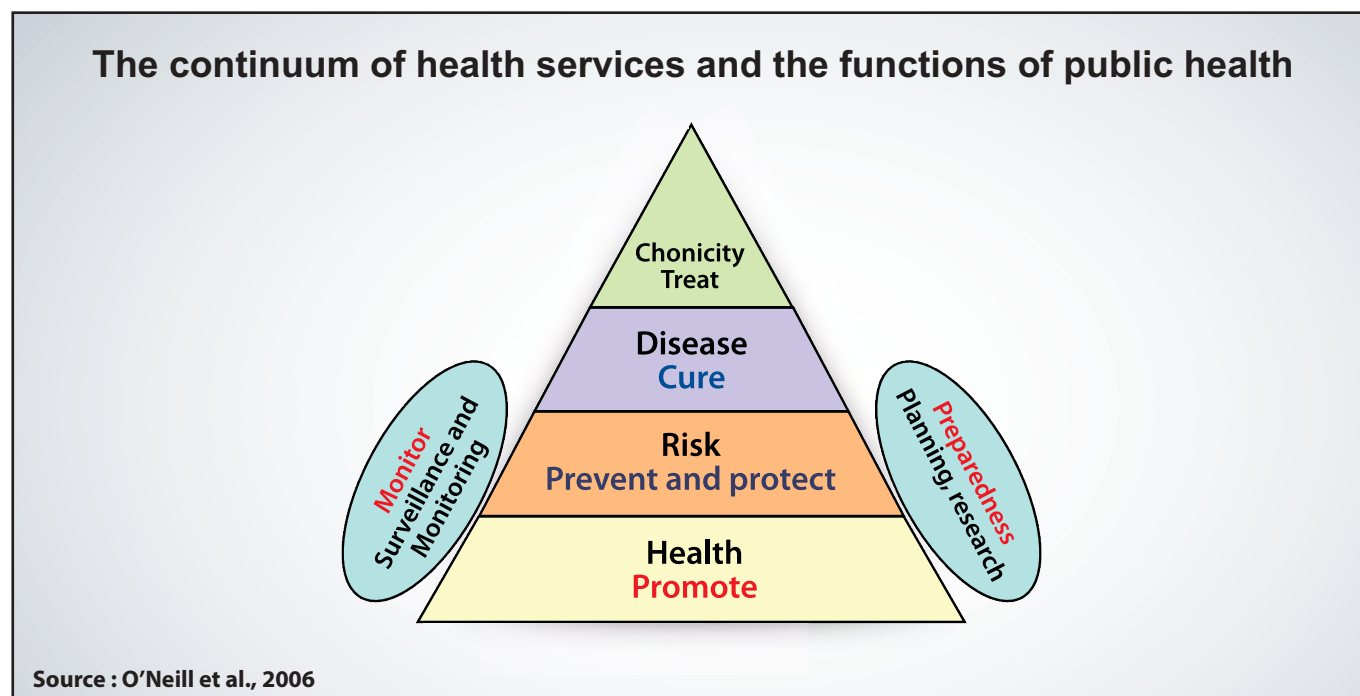 The continuum of health services and the functions of public health
Chonicity
Treat
Disease
Cure
Risk
Prevent and protect
Health
Promote
Monitor
Surveillance and
Monitoring
Preparedness
Planning, research
Source : O’Neill et al., 2006